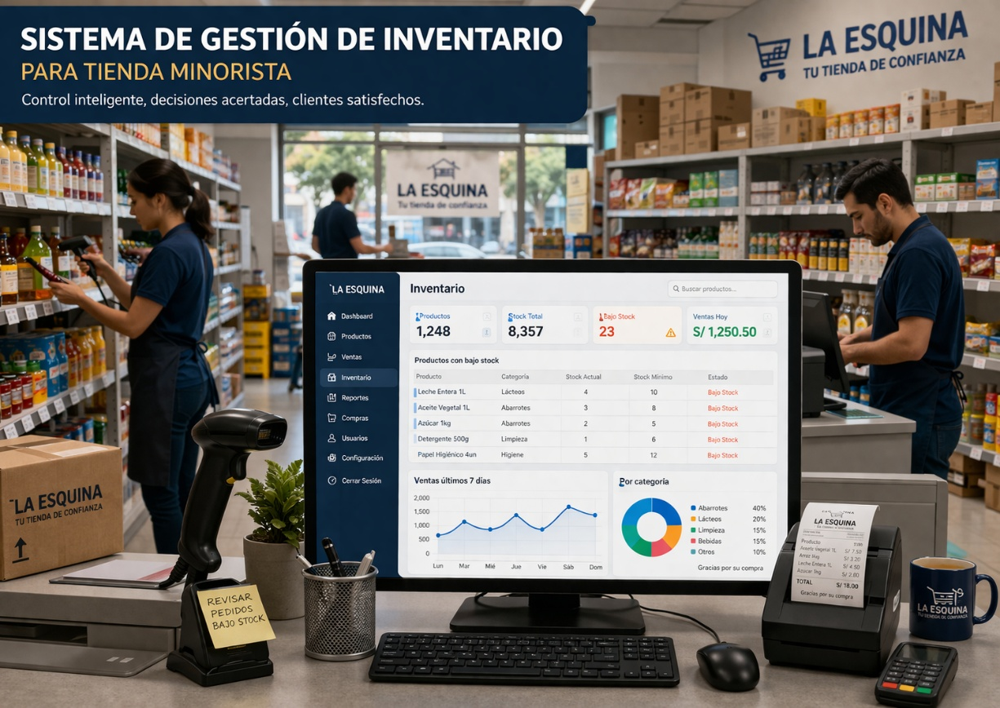 SISTEMA DE GESTIÓN DE INVENTARIO
PARA TIENDA MINORISTA
Control inteligente, decisiones acertadas, clientes satisfechos.
LA ESQUINA
TU TIENDA DE CONFIANZA
LA ESQUINA
Tu tienda de confianza
LA ESQUINA
Dashboard
Productos
Ventas
Inventario
Reportes
Compras
Usuarios
Configuración
Cerrar Sesión
Inventario
Buscar productos...
Productos
1,248
Stock Total
8,357
Bajo Stock
23
Ventas Hoy
S/ 1,250.50
Productos con bajo stock
Producto Categoría Stock Actual Stock Mínimo Estado
Leche Entera 1L Lácteos 4 10 Bajo Stock
Aceite Vegetal 1L Abarrotes 3 8 Bajo Stock
Azúcar 1kg Abarrotes 2 5 Bajo Stock
Detergente 500g Limpieza 1 6 Bajo Stock
Papel Higiénico 4un Higiene 5 12 Bajo Stock
Ventas últimos 7 días
2,000
1,500
1,000
500
0
Lun Mar Mié Jue Vie Sáb Dom
Por categoría
Abarrotes 40%
Lácteos 20%
Limpieza 15%
Bebidas 15%
Otros 10%
Gracias por su compra
LA ESQUINA
TU TIENDA DE CONFIANZA
REVISAR
PEDIDOS
BAJO STOCK
LA ESQUINA
Producto
Aceite Vegetal 1L S/ 7.50
Arroz 1kg S/ 3.20
Leche Entera 1L S/ 4.50
Azucar 1kg S/ 2.80
TOTAL S/ 18.00
Gracias por su compra
LA ESQUINA
TU TIENDA DE CONFIANZA